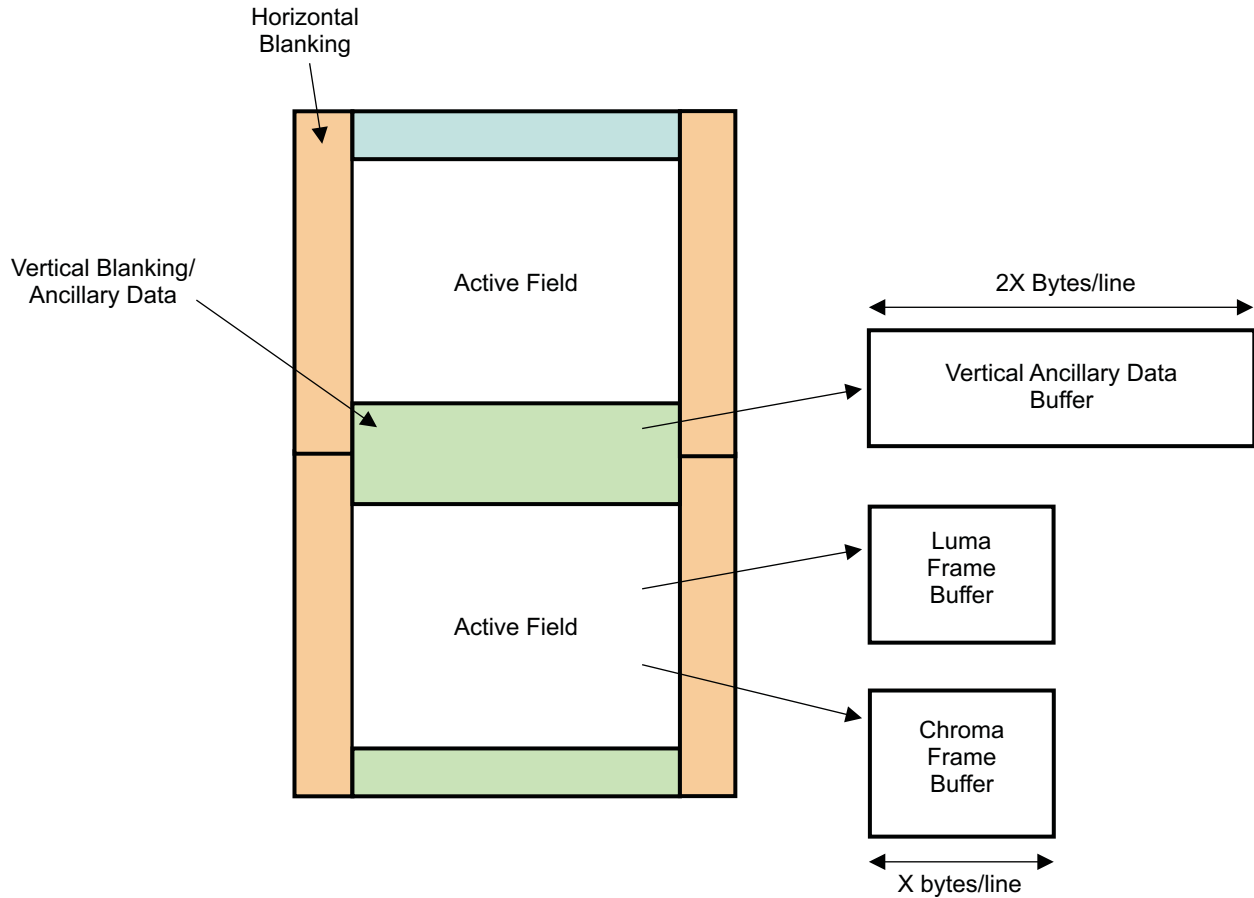 Horizontal
Blanking
Vertical Blanking/
Ancillary Data
Active Field
2X Bytes/line
Vertical Ancillary Data
Buffer
Luma
Frame
Buffer
Active Field
Chroma
Frame
Buffer
X bytes/line